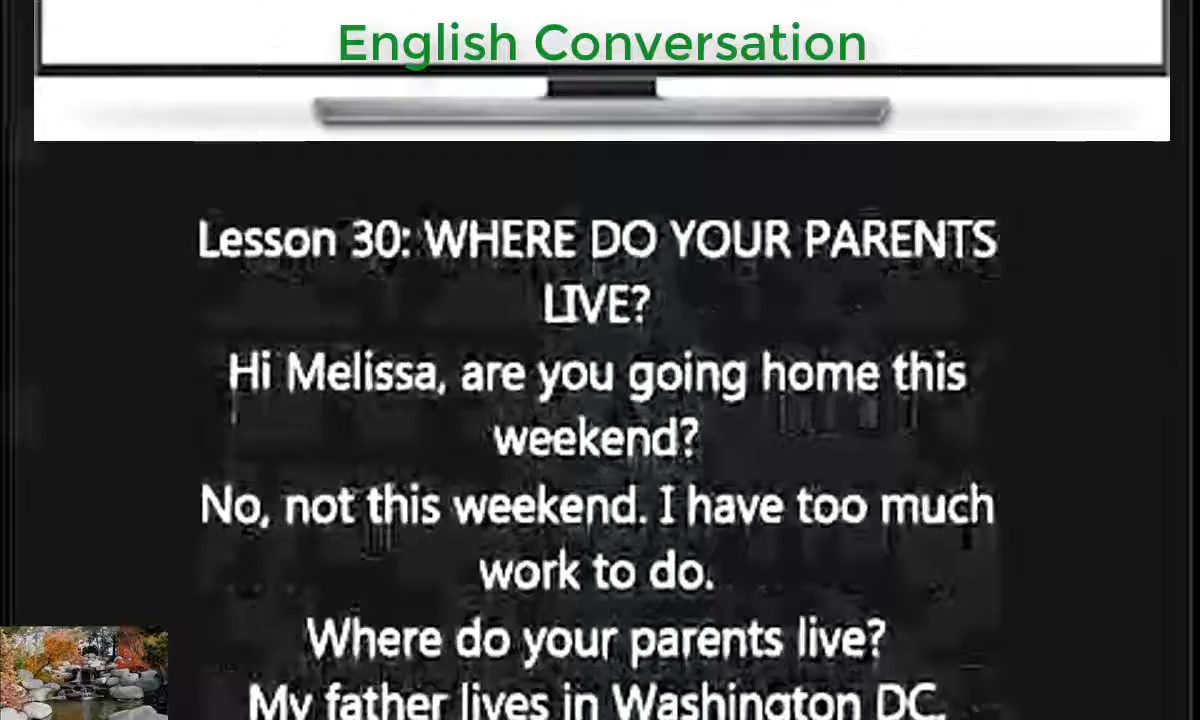 English Conversation
Lesson 30: WHERE DO YOUR PARENTS
LIVE?
Hi Melissa, are you going home this
weekend?
No, not this weekend. I have too much
work to do.
Where do your parents live?
My father lives in Washington DC.